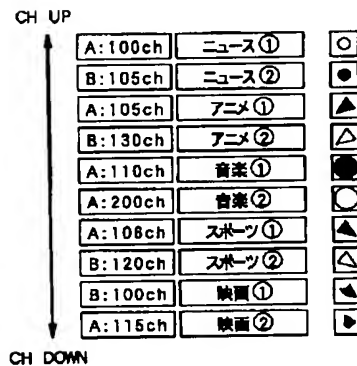 CH UP
A:100ch ニュース①
B:105ch ニュース②
A:105ch アニメ①
B:130ch アニメ②
A:110ch 音楽①
A:200ch 音楽②
A:108ch スポーツ①
B:120ch スポーツ②
B:100ch 映画①
A:115ch 映画②
CH DOWN